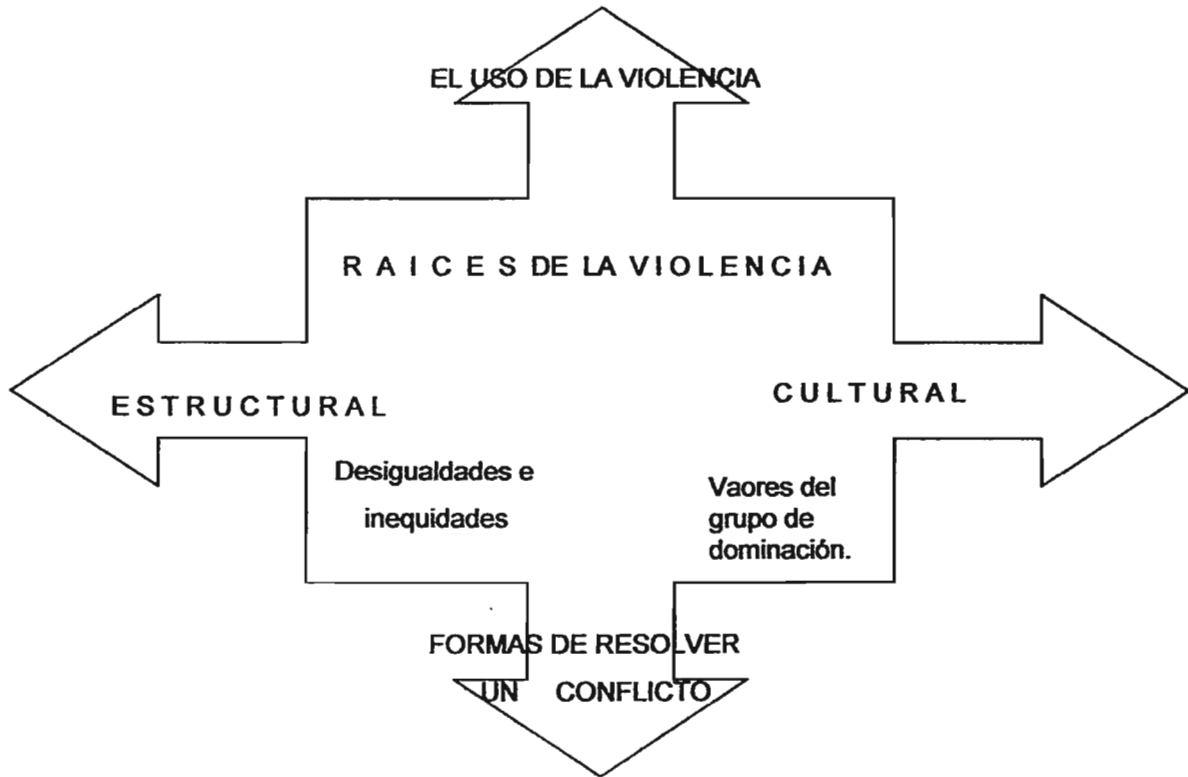 EL USO DE LA VIOLENCIA
R A I C E S DE LA V I O L E N C I A
E S T R U C T U R A L
C U L T U R A L
Desigualdades e
inequidades
Vaores del
grupo de
dominación.
FORMAS DE RESOLVER
UN CONFLICTO